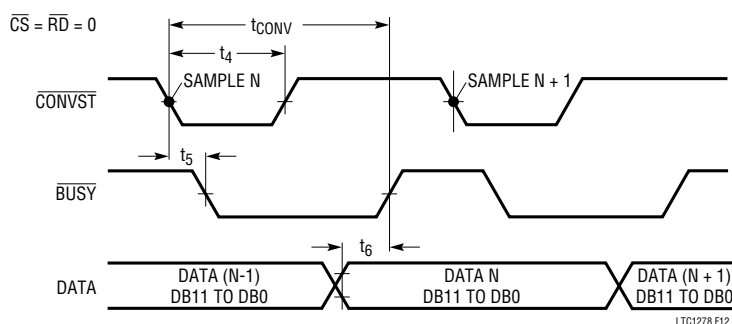 CS = RD = 0
tCONV
t4
SAMPLE N
SAMPLE N + 1
CONVST
t5
BUSY
t6
DATA
DATA (N-1)
DB11 TO DB0
DATA N
DB11 TO DB0
DATA (N + 1)
DB11 TO DB0
LTC1278 F12